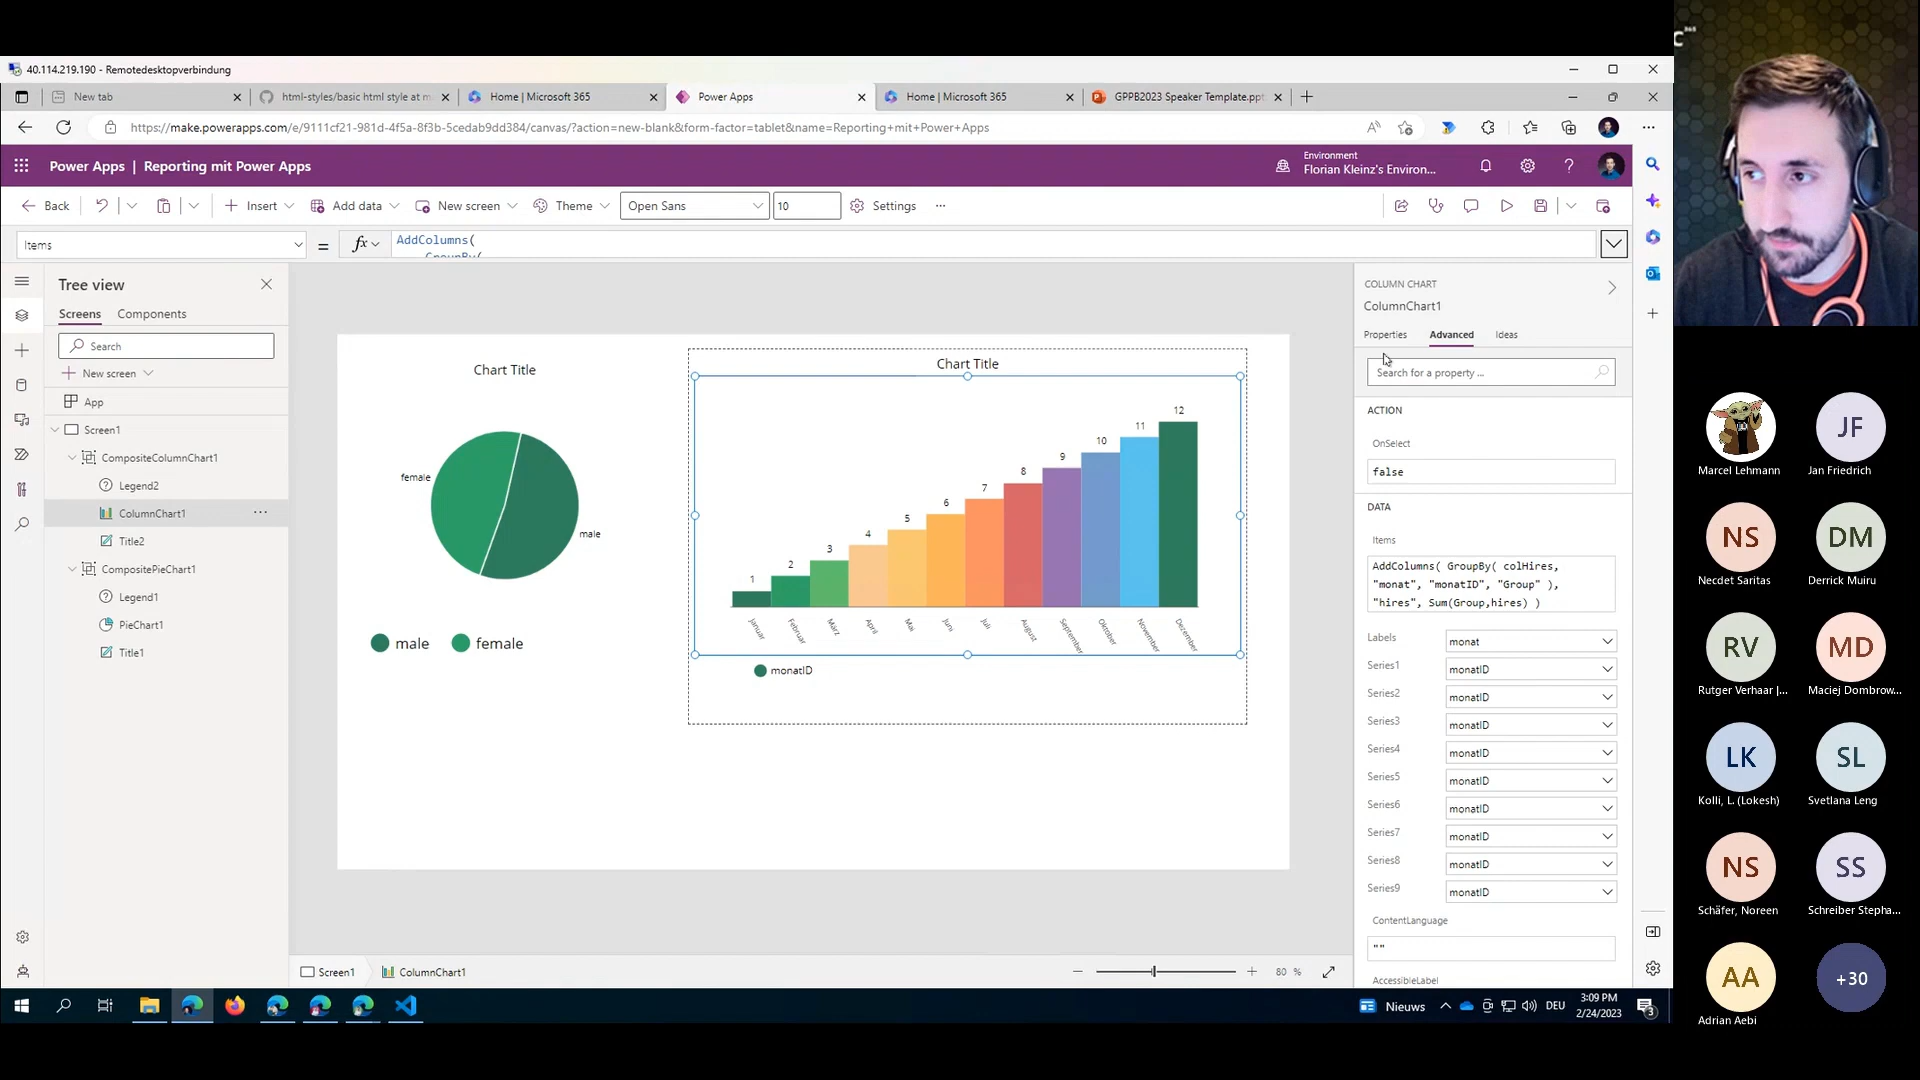 40.114.219.190 - Remotedesktopverbindung
New tab
html-styles/basic html style at m
Home | Microsoft 365
Power Apps
Home | Microsoft 365
GPPB2023 Speaker Template.ppt
https://make.powerapps.com/e/9111cf21-981d-4f5a-8f3b-5cedab9dd384/canvas/?action=new-blank&form-factor=tablet&name=Reporting+mit+Power+Apps
Power Apps | Reporting mit Power Apps
Environment
Florian Kleinz's Environ...
Back
Insert
Add data
New screen
Theme
Open Sans
10
Settings
Items
=
fx
AddColumns(
GroupBy(
Tree view
Screens
Components
Search
New screen
App
Screen1
CompositeColumnChart1
Legend2
ColumnChart1
Title2
CompositePieChart1
Legend1
PieChart1
Title1
Chart Title
female
male
male
female
Chart Title
1
2
3
4
5
6
7
8
9
10
11
12
Januar
Februar
März
April
Mai
Juni
Juli
August
September
Oktober
November
Dezember
monatID
Screen1
ColumnChart1
80 %
COLUMN CHART
ColumnChart1
Properties
Advanced
Ideas
Search for a property ...
ACTION
OnSelect
false
DATA
Items
AddColumns( GroupBy( colHires,
"monat", "monatID", "Group" ),
"hires", Sum(Group,hires) )
Labels monat
Series1 monatID
Series2 monatID
Series3 monatID
Series4 monatID
Series5 monatID
Series6 monatID
Series7 monatID
Series8 monatID
Series9 monatID
ContentLanguage
""
AccessibleLabel
Nieuws
DEU
3:09 PM
2/24/2023
3
C365
Marcel Lehmann
JF
Jan Friedrich
NS
Necdet Saritas
DM
Derrick Muiru
RV
Rutger Verhaar |...
MD
Maciej Dombrow...
LK
Kolli, L. (Lokesh)
SL
Svetlana Leng
NS
Schäfer, Noreen
SS
Schreiber Stepha...
AA
Adrian Aebi
+30